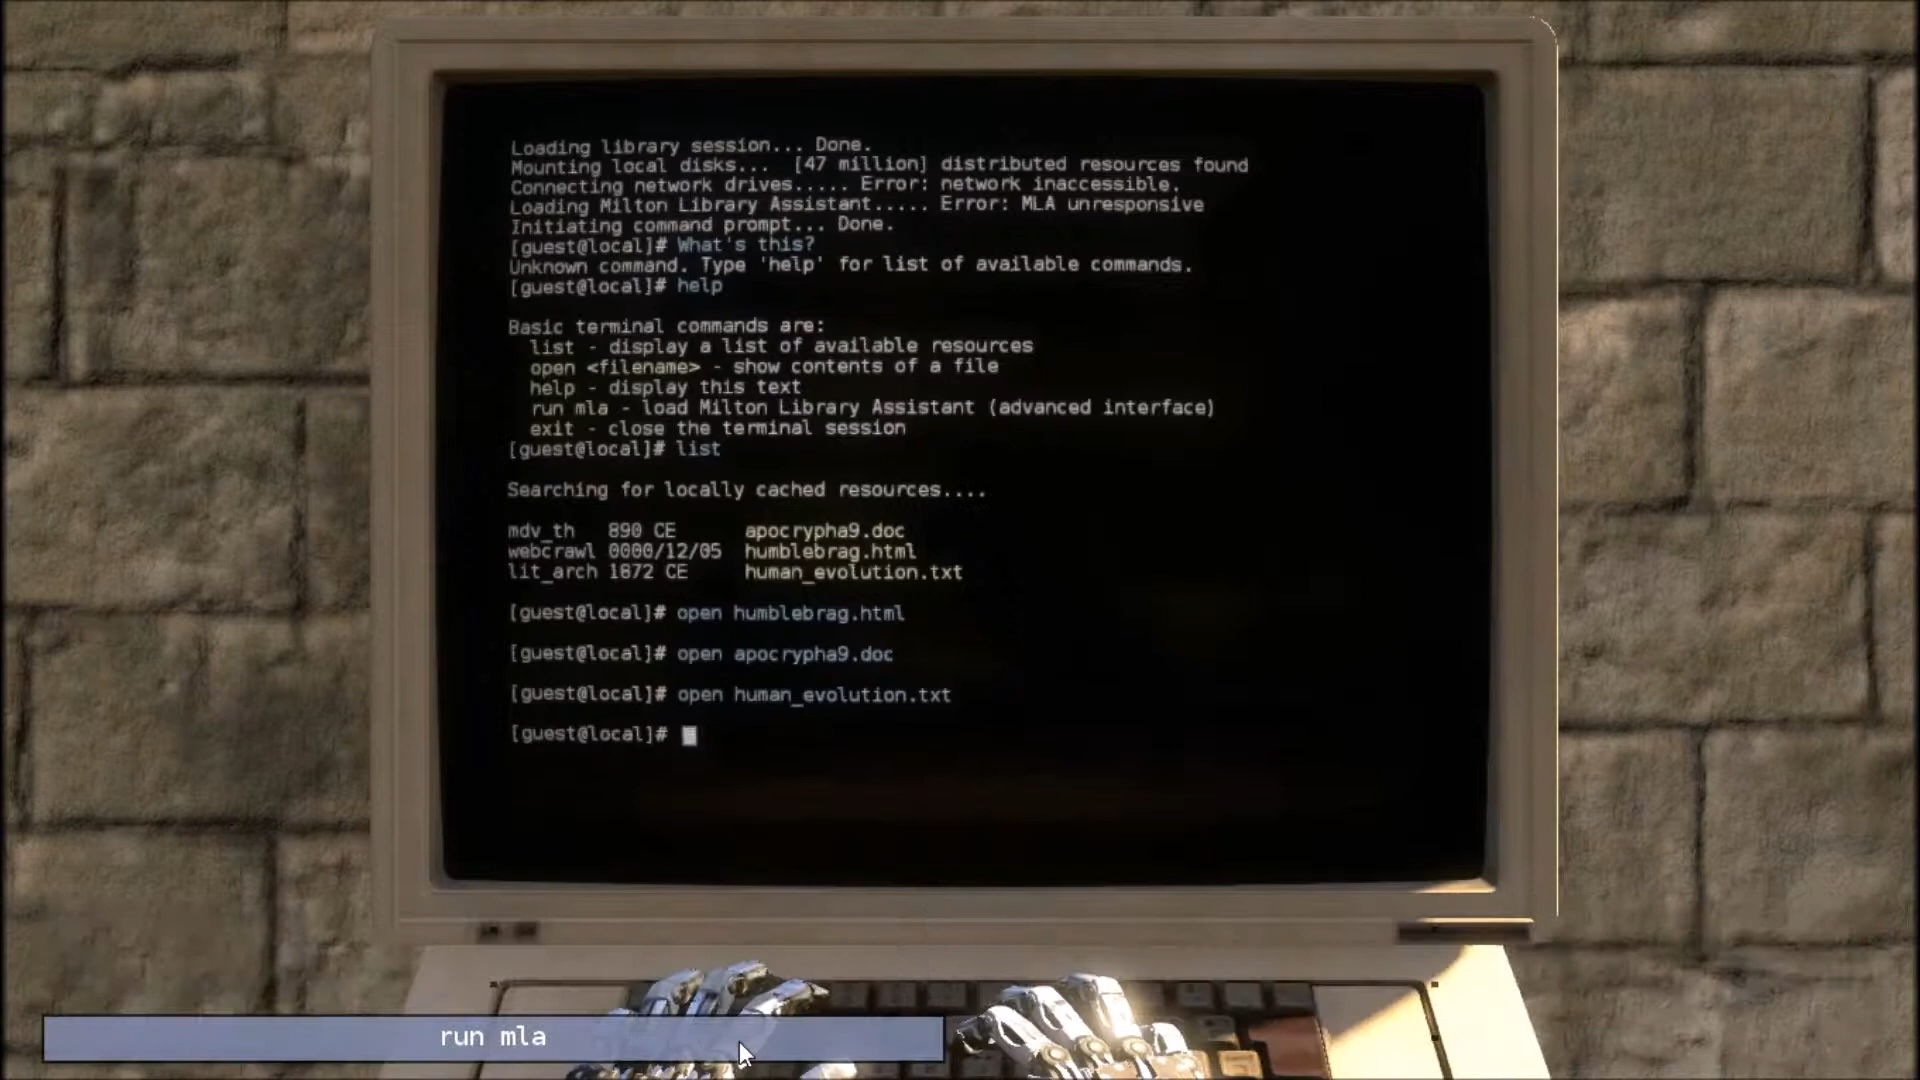 Loading library session... Done.
Mounting local disks... [47 million] distributed resources found
Connecting network drives..... Error: network inaccessible.
Loading Milton Library Assistant..... Error: MLA unresponsive
Initiating command prompt... Done.
[guest@local]# What's this?
Unknown command. Type 'help' for list of available commands.
[guest@local]# help
Basic terminal commands are:
list - display a list of available resources
open <filename> - show contents of a file
help - display this text
run mla - load Milton Library Assistant (advanced interface)
exit - close the terminal session
[guest@local]# list
Searching for locally cached resources....
mdv_th 890 CE apocrypha9.doc
webcrawl 0000/12/05 humblebrag.html
lit_arch 1872 CE human_evolution.txt
[guest@local]# open humblebrag.html
[guest@local]# open apocrypha9.doc
[guest@local]# open human_evolution.txt
[guest@local]#
run mla